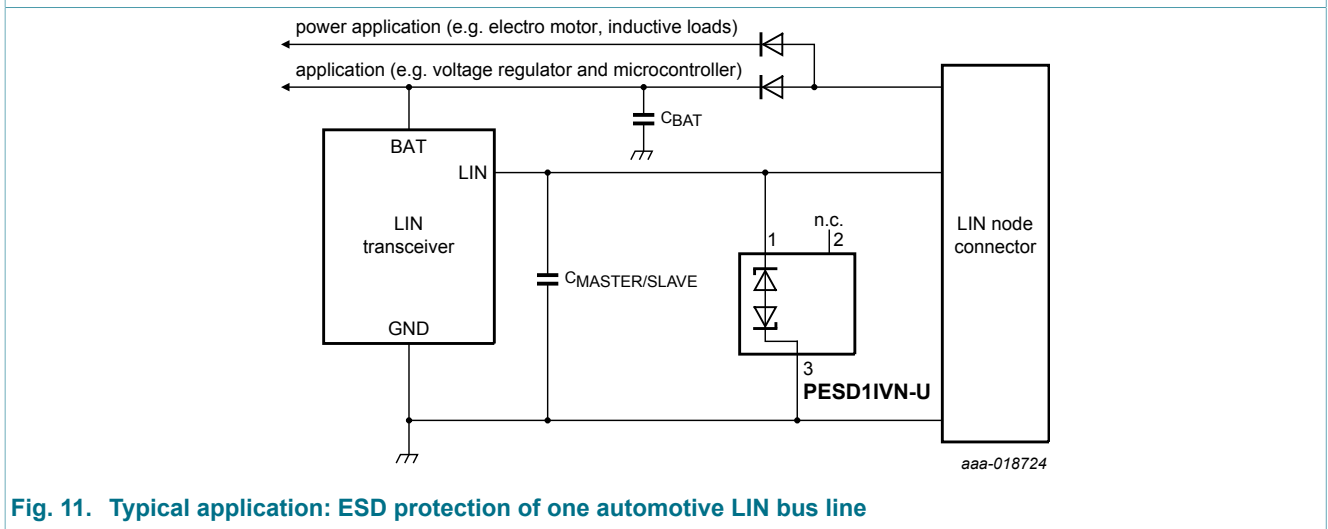 power application (e.g. electro motor, inductive loads)
application (e.g. voltage regulator and microcontroller)
CBAT
BAT
LIN
LIN
transceiver
GND
CMASTER/SLAVE
n.c.
1
2
3
PESD1IVN-U
LIN node
connector
aaa-018724
Fig. 11. Typical application: ESD protection of one automotive LIN bus line